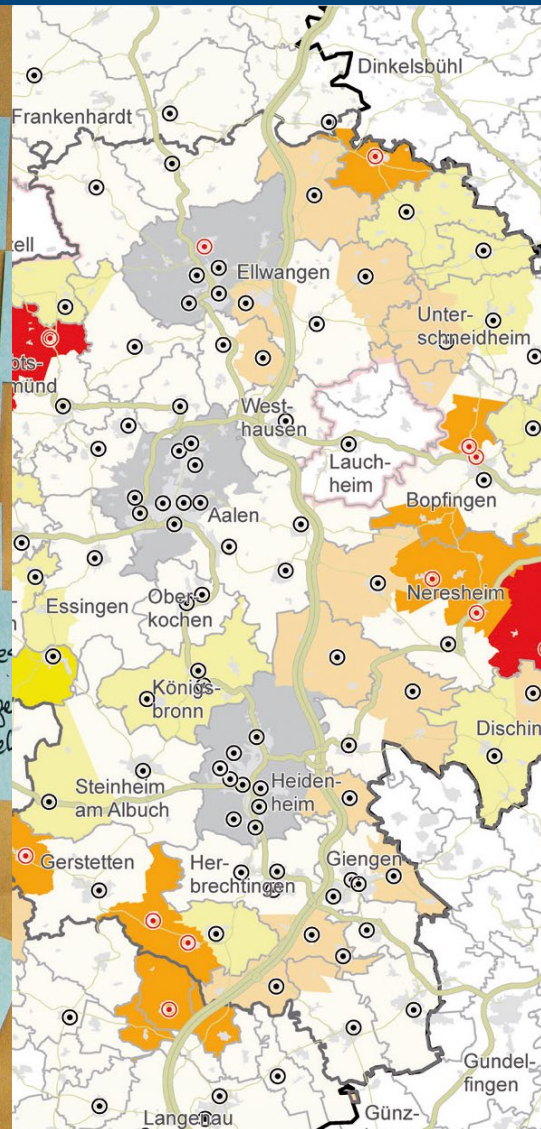 Dinkelsbühl
Frankenhardt
Ellwangen
Unter-
schneidheim
West-
hausen
Lauch-
heim
Bopfingen
Aalen
Neresheim
Essingen
Ober-
kochen
Königs-
bronn
Dischin
Steinheim
am Albuch
Heiden-
heim
Gerstetten
Her-
brechtingen
Giengen
Gundel-
fingen
Langenau
Günz-